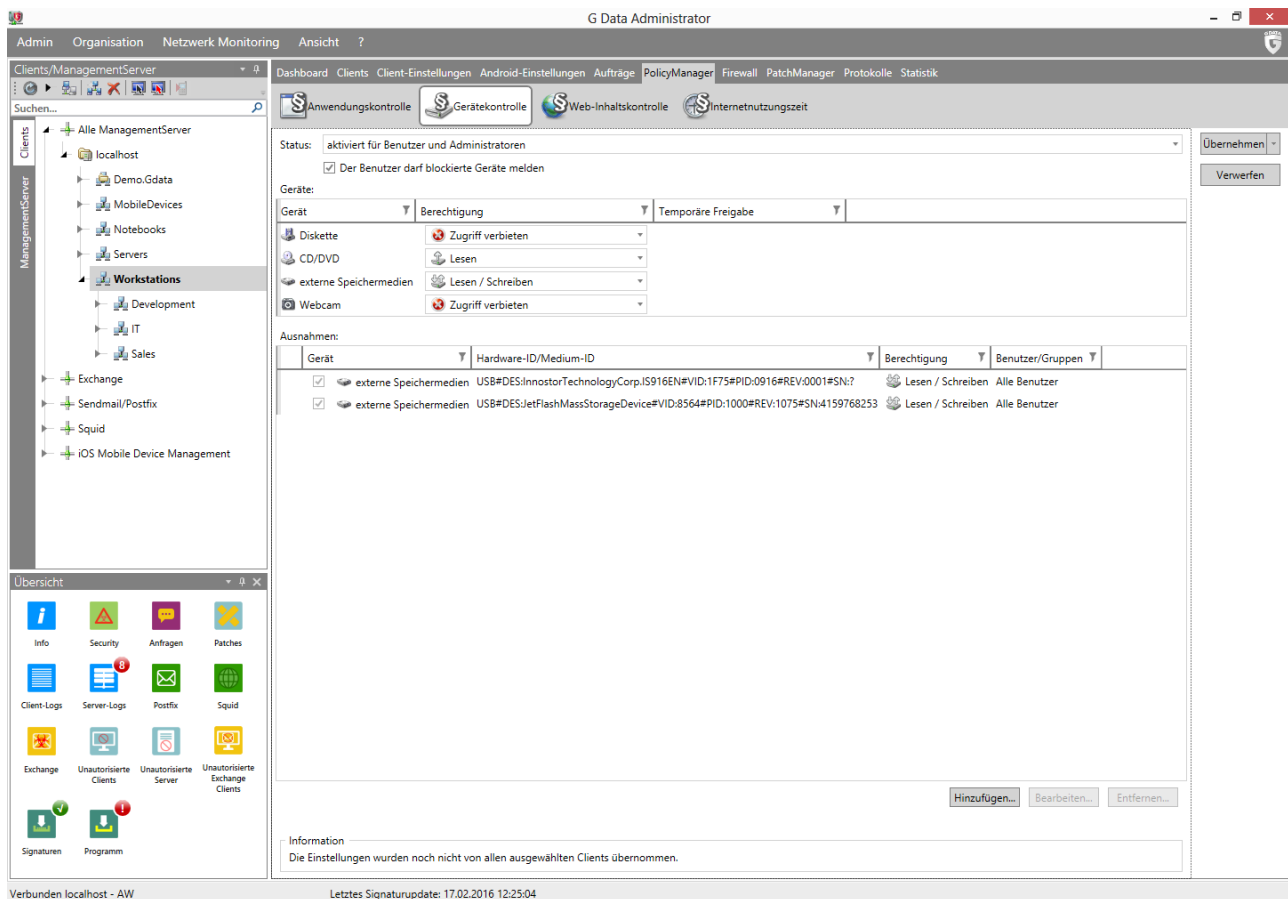 G Data Administrator
Admin Organisation Netzwerk Monitoring Ansicht ?
G DATA
Clients/ManagementServer
Suchen...
Clients
ManagementServer
Alle ManagementServer
localhost
Demo.Gdata
MobileDevices
Notebooks
Servers
Workstations
Development
IT
Sales
Exchange
Sendmail/Postfix
Squid
iOS Mobile Device Management
Übersicht
Info Security Anfragen Patches
8
Client-Logs Server-Logs Postfix Squid
Exchange Unautorisierte Clients Unautorisierte Server Unautorisierte Exchange Clients
Signaturen Programm
Dashboard Clients Client-Einstellungen Android-Einstellungen Aufträge PolicyManager Firewall PatchManager Protokolle Statistik
Anwendungskontrolle Gerätekontrolle Web-Inhaltskontrolle Internetnutzungszeit
Status: aktiviert für Benutzer und Administratoren
Der Benutzer darf blockierte Geräte melden
Geräte:
Gerät Berechtigung Temporäre Freigabe
Diskette Zugriff verbieten
CD/DVD Lesen
externe Speichermedien Lesen / Schreiben
Webcam Zugriff verbieten
Ausnahmen:
Gerät Hardware-ID/Medium-ID Berechtigung Benutzer/Gruppen
externe Speichermedien USB#DES:InnostorTechnologyCorp.IS916EN#VID:1F75#PID:0916#REV:0001#SN:? Lesen / Schreiben Alle Benutzer
externe Speichermedien USB#DES:JetFlashMassStorageDevice#VID:8564#PID:1000#REV:1075#SN:4159768253 Lesen / Schreiben Alle Benutzer
Hinzufügen... Bearbeiten... Entfernen...
Information
Die Einstellungen wurden noch nicht von allen ausgewählten Clients übernommen.
Übernehmen
Verwerfen
Verbunden localhost - AW Letztes Signaturupdate: 17.02.2016 12:25:04